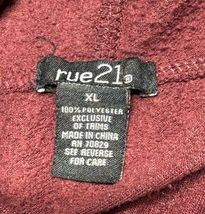 rue21®
XL
100% POLYESTER
EXCLUSIVE
OF TRIMS
MADE IN CHINA
RN 70829
SEE REVERSE
FOR CARE